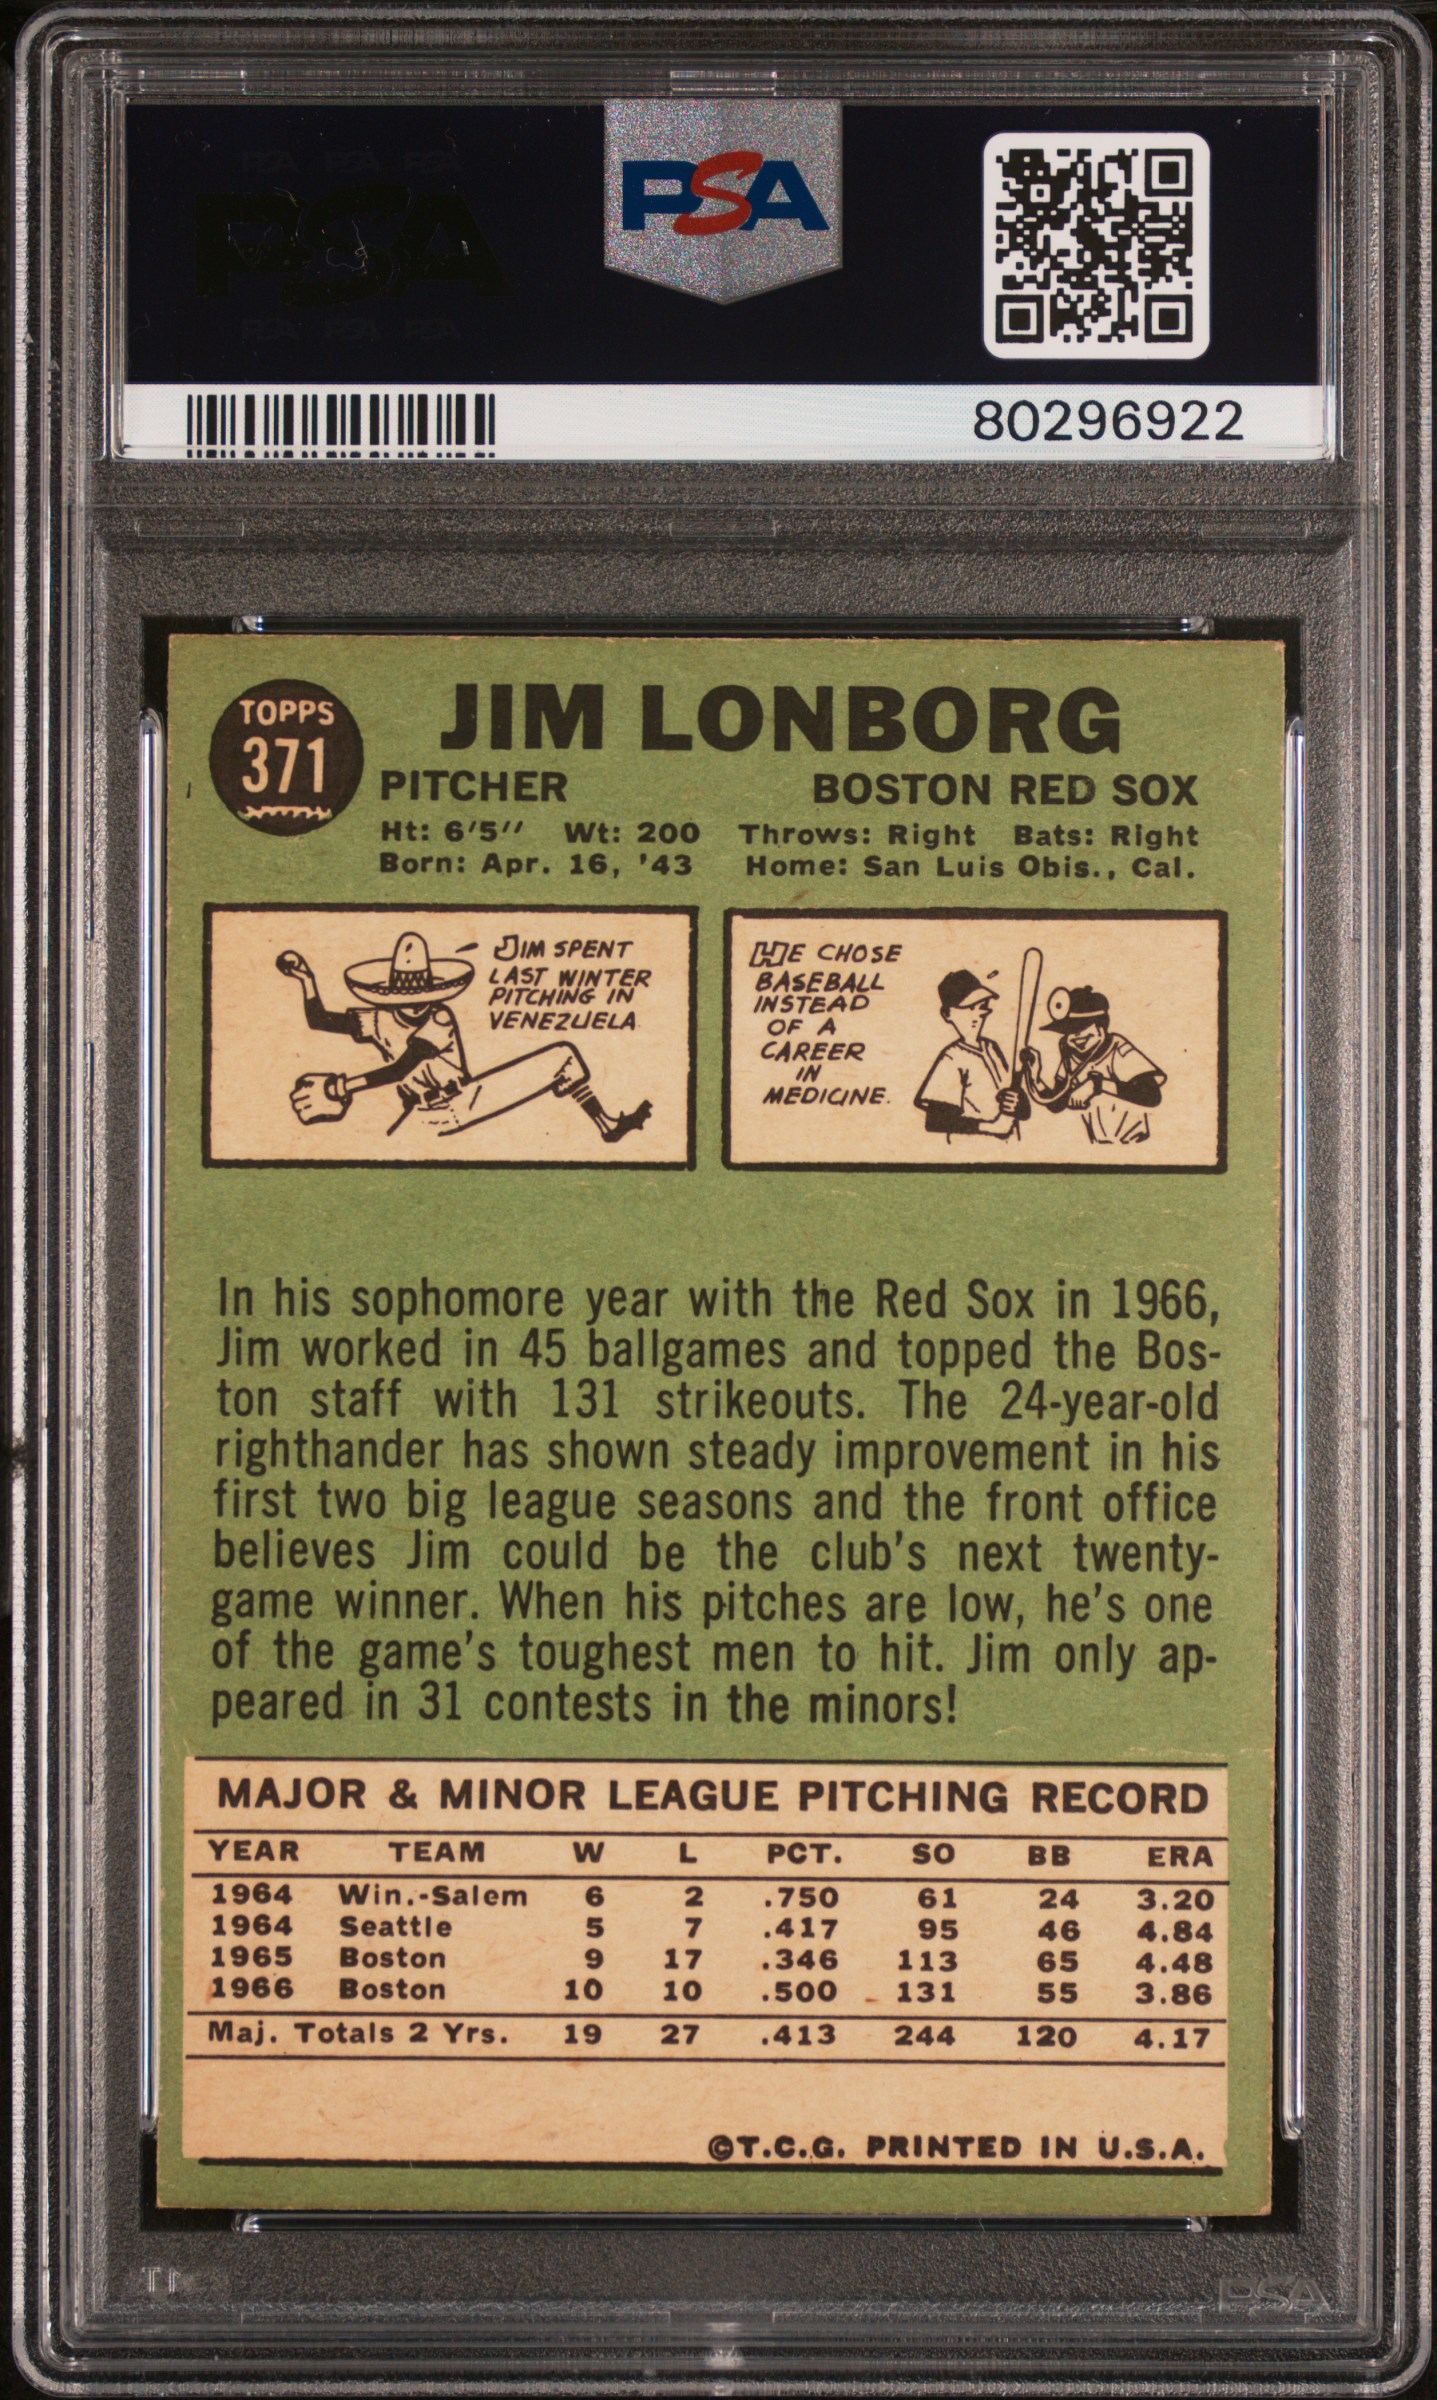 PSA
80296922
TOPPS
371
JIM LONBORG
PITCHER BOSTON RED SOX
Ht: 6'5'' Wt: 200 Throws: Right Bats: Right
Born: Apr. 16, '43 Home: San Luis Obis., Cal.
JIM SPENT
LAST WINTER
PITCHING IN
VENEZUELA.
HE CHOSE
BASEBALL
INSTEAD
OF A
CAREER
IN
MEDICINE.
In his sophomore year with the Red Sox in 1966,
Jim worked in 45 ballgames and topped the Bos-
ton staff with 131 strikeouts. The 24-year-old
righthander has shown steady improvement in his
first two big league seasons and the front office
believes Jim could be the club's next twenty-
game winner. When his pitches are low, he's one
of the game's toughest men to hit. Jim only ap-
peared in 31 contests in the minors!
MAJOR & MINOR LEAGUE PITCHING RECORD
YEAR TEAM W L PCT. SO BB ERA
1964 Win.-Salem 6 2 .750 61 24 3.20
1964 Seattle 5 7 .417 95 46 4.84
1965 Boston 9 17 .346 113 65 4.48
1966 Boston 10 10 .500 131 55 3.86
Maj. Totals 2 Yrs. 19 27 .413 244 120 4.17
©T.C.G. PRINTED IN U.S.A.
PSA